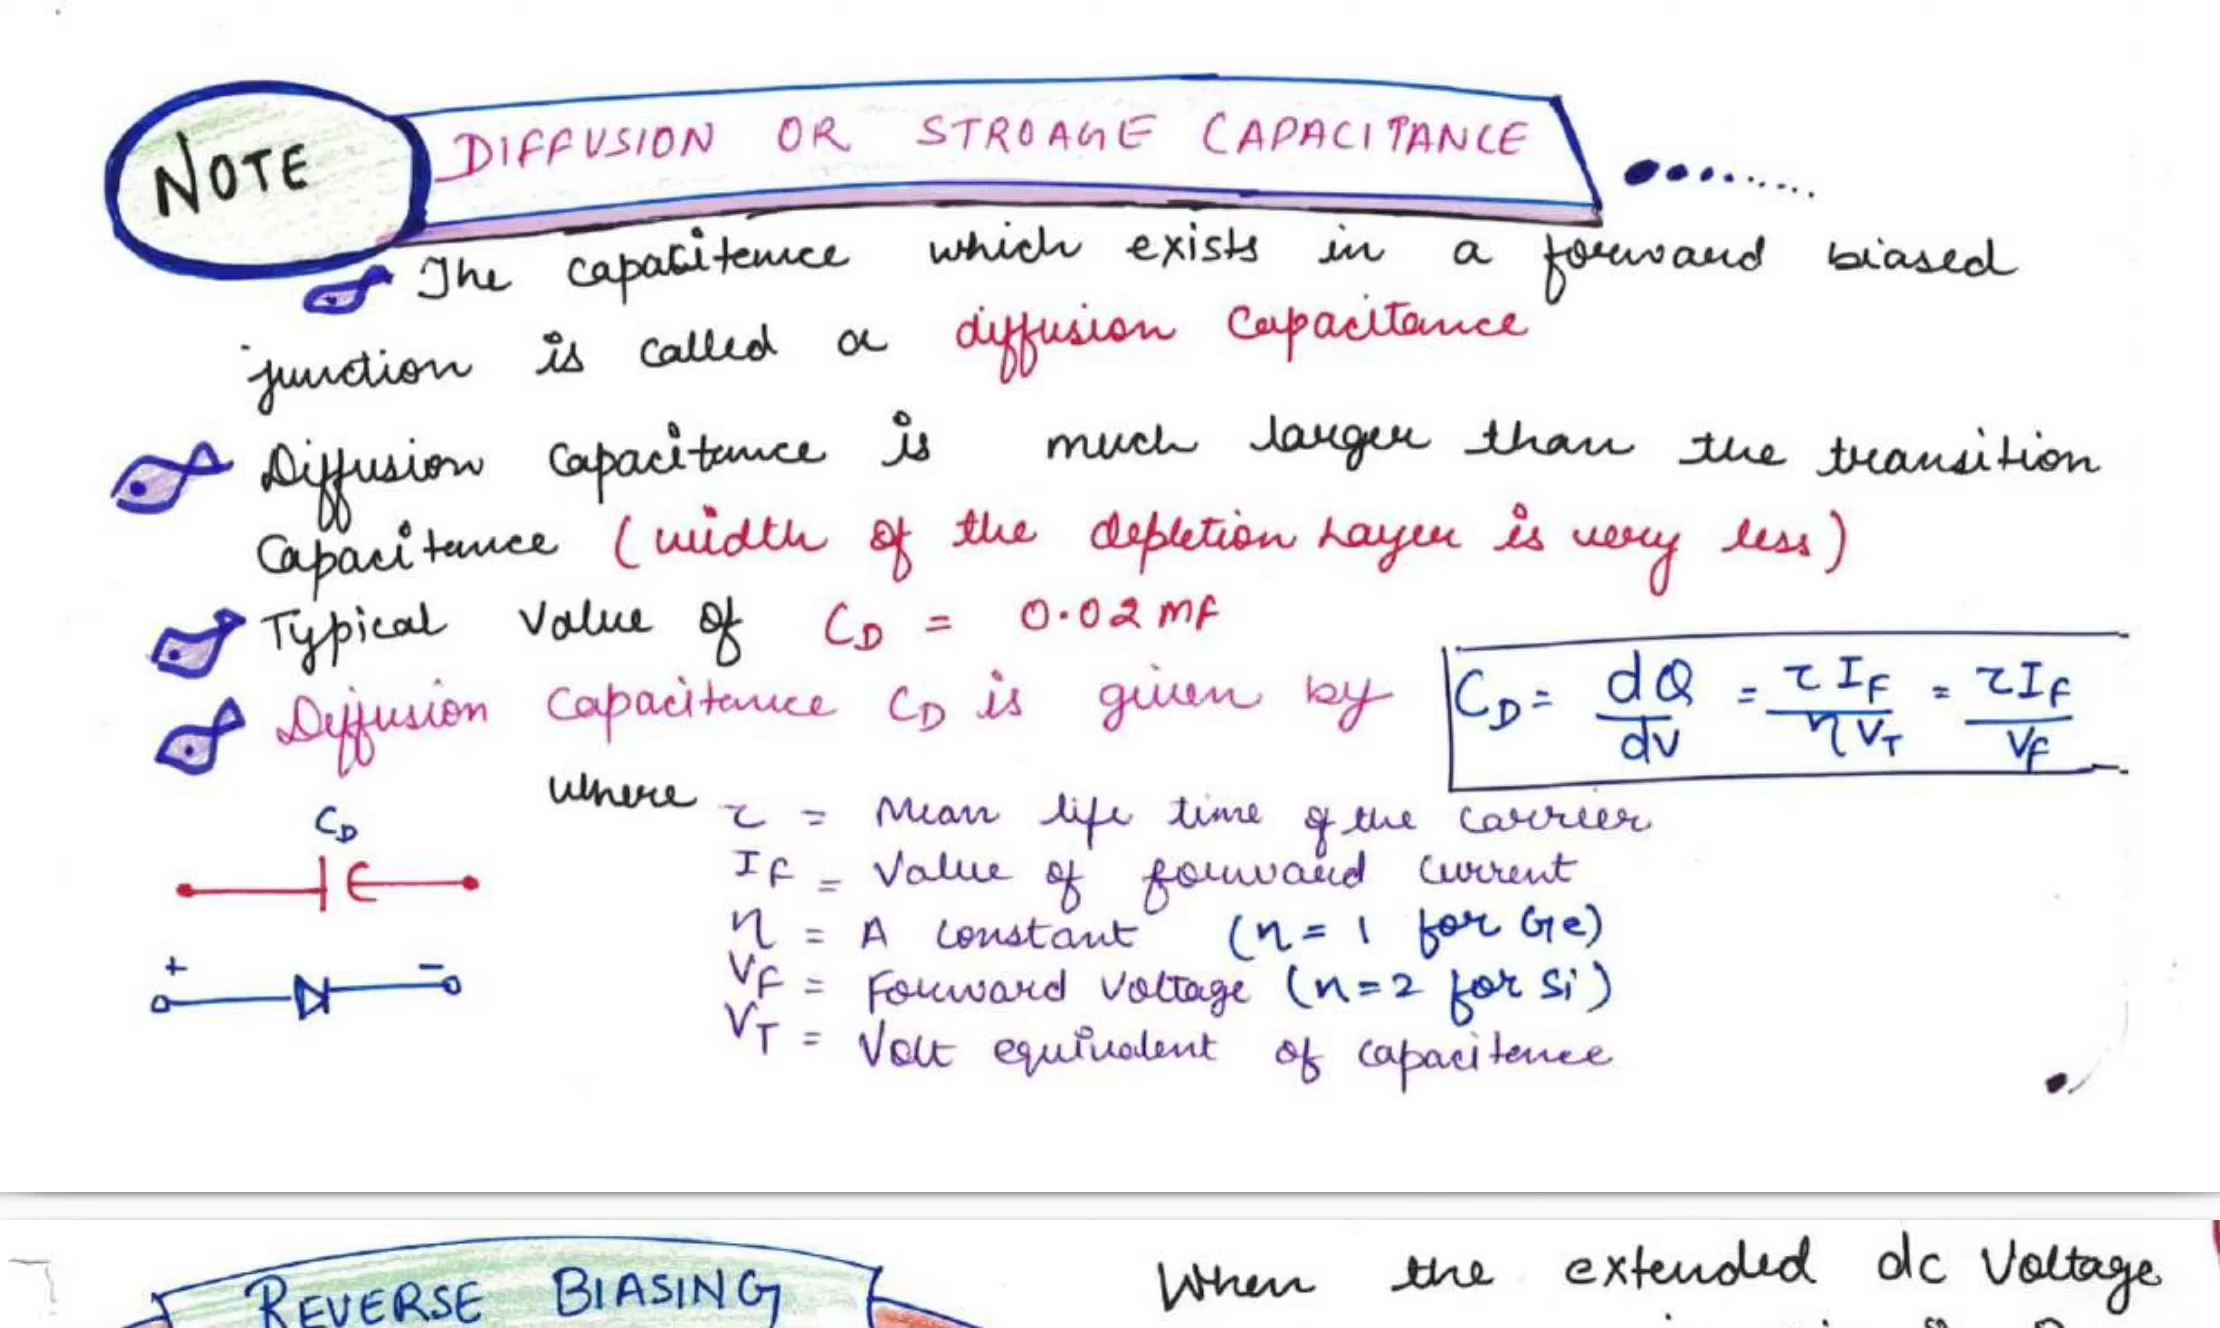 NOTE
DIFFUSION OR STROAGE CAPACITANCE
The capacitence which exists in a forward biased
junction is called a diffusion Capacitance
Diffusion Capacitance is much larger than the transition
Capacitance (width of the depletion Layer is very less)
Typical Value of CD = 0.02 MF
Diffusion Capacitance CD is given by CD = dQ/dV = τIF/ηVT = τIF/VF
where τ = Mean life time of the carrier
IF = Value of forward current
η = A constant (η = 1 for Ge)
VF = Forward Voltage (η = 2 for Si)
VT = Volt equivalent of capacitence
CD
+ -
REVERSE BIASING
When the extended dc Voltage